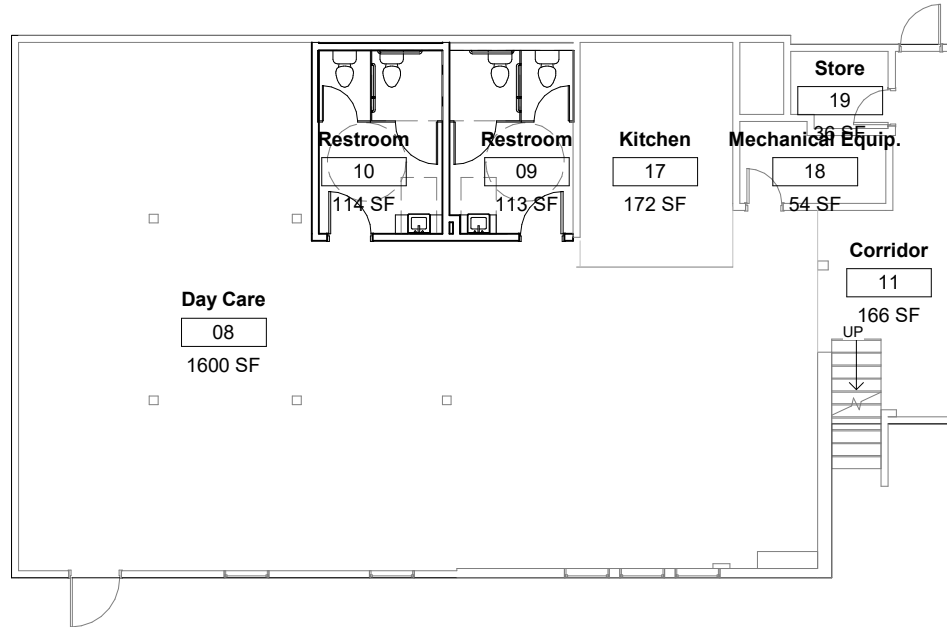 Store
19
36 SF
Restroom
10
114 SF
Restroom
09
113 SF
Kitchen
17
172 SF
Mechanical Equip.
18
54 SF
Corridor
11
166 SF
UP
Day Care
08
1600 SF